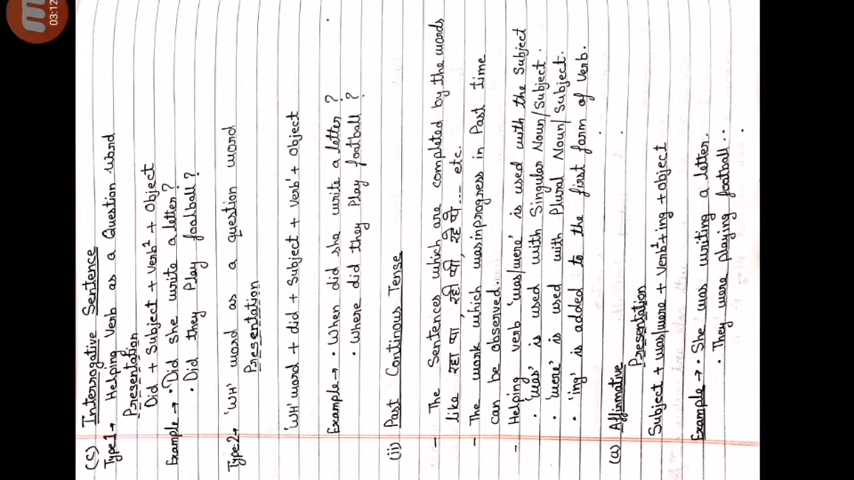 03:12
(C) Interrogative Sentence
Type1→ Helping Verb as a Question word
Presentation
Did + Subject + Verb² + Object
Example → • Did she write a letter?
• Did they Play football?
Type2→ 'WH' word as a question word
Presentation
'WH' word + did + Subject + Verb¹ + Object
Example→ • When did she write a letter?
• Where did they Play football?
(ii) Past Continous Tense
- The Sentences which are completed by the words
like रहा था, रही थी, रहे थे... etc.
- The work which was inprogress in Past time
can be observed.
- Helping verb 'was/were' is used with the Subject
• 'was' is used with Singular Noun/Subject.
• 'were' is used with Plural Noun/Subject.
• 'ing' is added to the first form of Verb.
(a) Affirmative
Presentation
Subject + was/were + Verb¹+ing + Object
Example → • She was writing a letter.
• They were playing football..